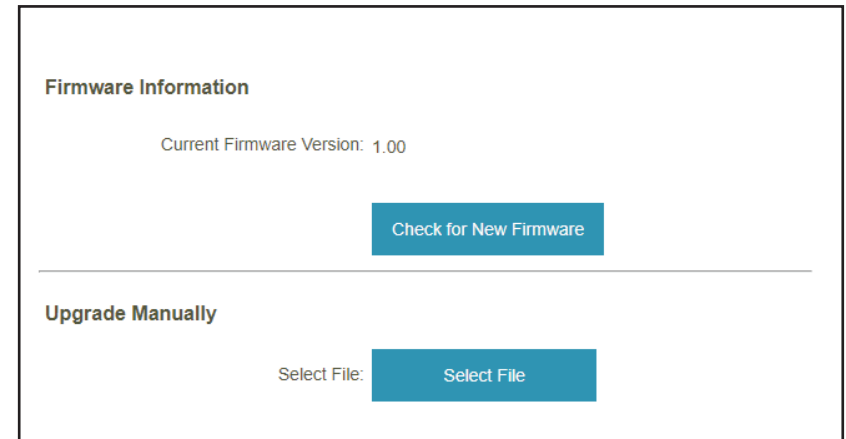 Firmware Information
Current Firmware Version: 1.00
Check for New Firmware
Upgrade Manually
Select File: Select File